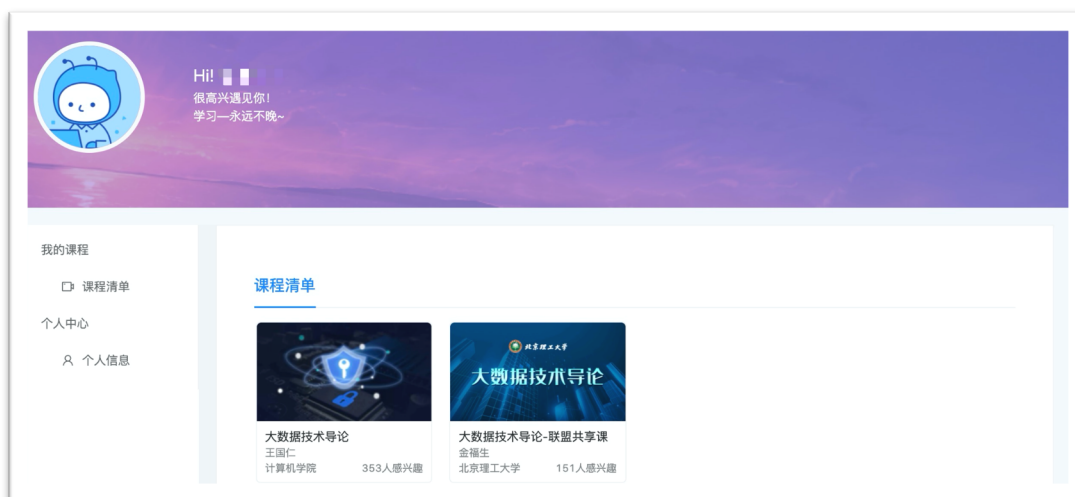 Hi!
很高兴遇见你！
学习—永远不晚~
我的课程
课程清单
个人中心
个人信息
课程清单
北京理工大学
大数据技术导论
大数据技术导论
王国仁
计算机学院 353人感兴趣
大数据技术导论-联盟共享课
金福生
北京理工大学 151人感兴趣